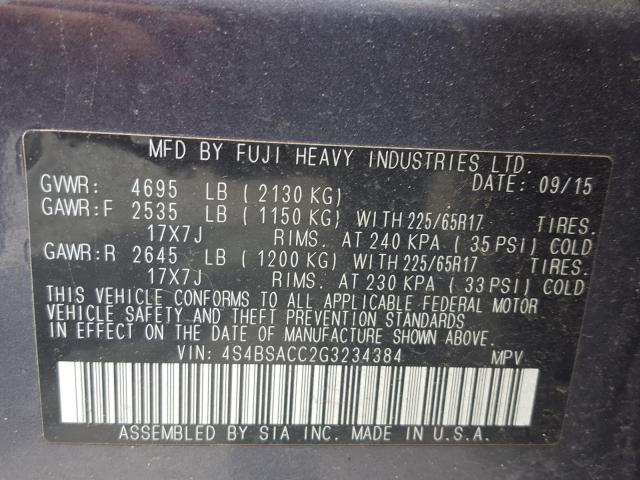 MFD BY FUJI HEAVY INDUSTRIES LTD.
DATE: 09/15
GVWR: 4695 LB ( 2130 KG)
GAWR:F 2535 LB ( 1150 KG) WITH 225/65R17 TIRES.
17X7J RIMS. AT 240 KPA ( 35 PSI) COLD
GAWR:R 2645 LB ( 1200 KG) WITH 225/65R17 TIRES.
17X7J RIMS. AT 230 KPA ( 33 PSI) COLD
THIS VEHICLE CONFORMS TO ALL APPLICABLE FEDERAL MOTOR
VEHICLE SAFETY AND THEFT PREVENTION STANDARDS
IN EFFECT ON THE DATE OF MANUFACTURE SHOWN ABOVE.
VIN: 4S4BSACC2G3234384 MPV
ASSEMBLED BY SIA INC. MADE IN U.S.A.